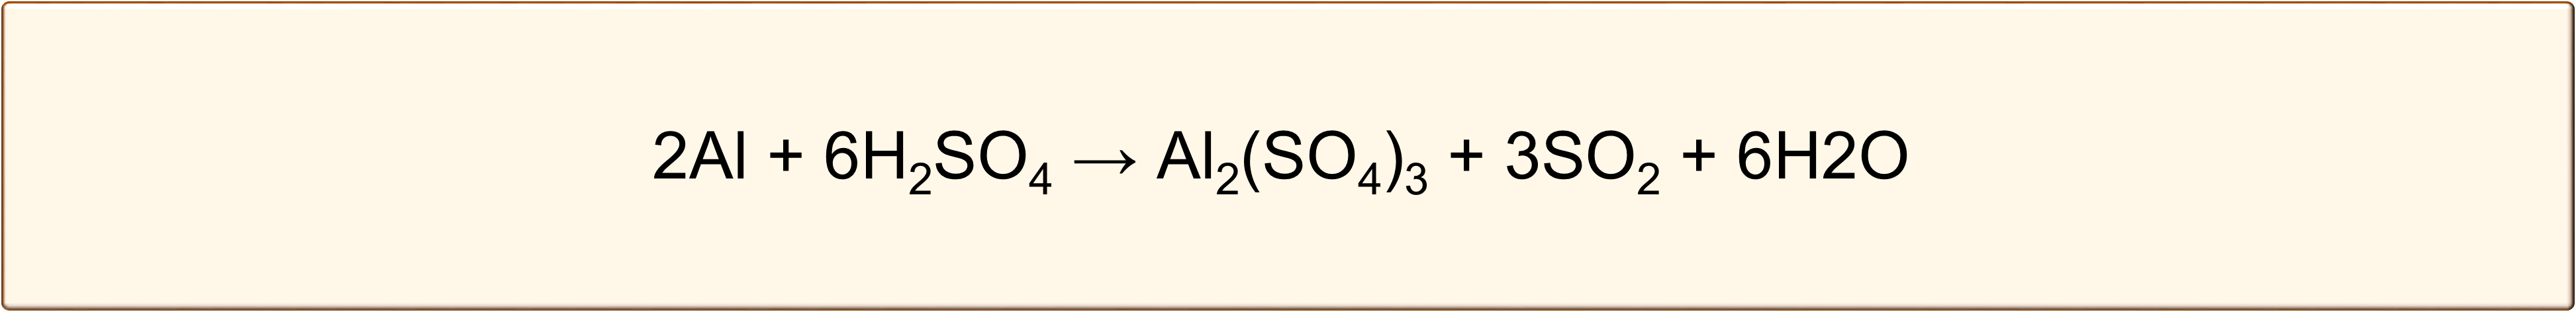 2Al + 6H₂SO₄ → Al₂(SO₄)₃ + 3SO₂ + 6H2O